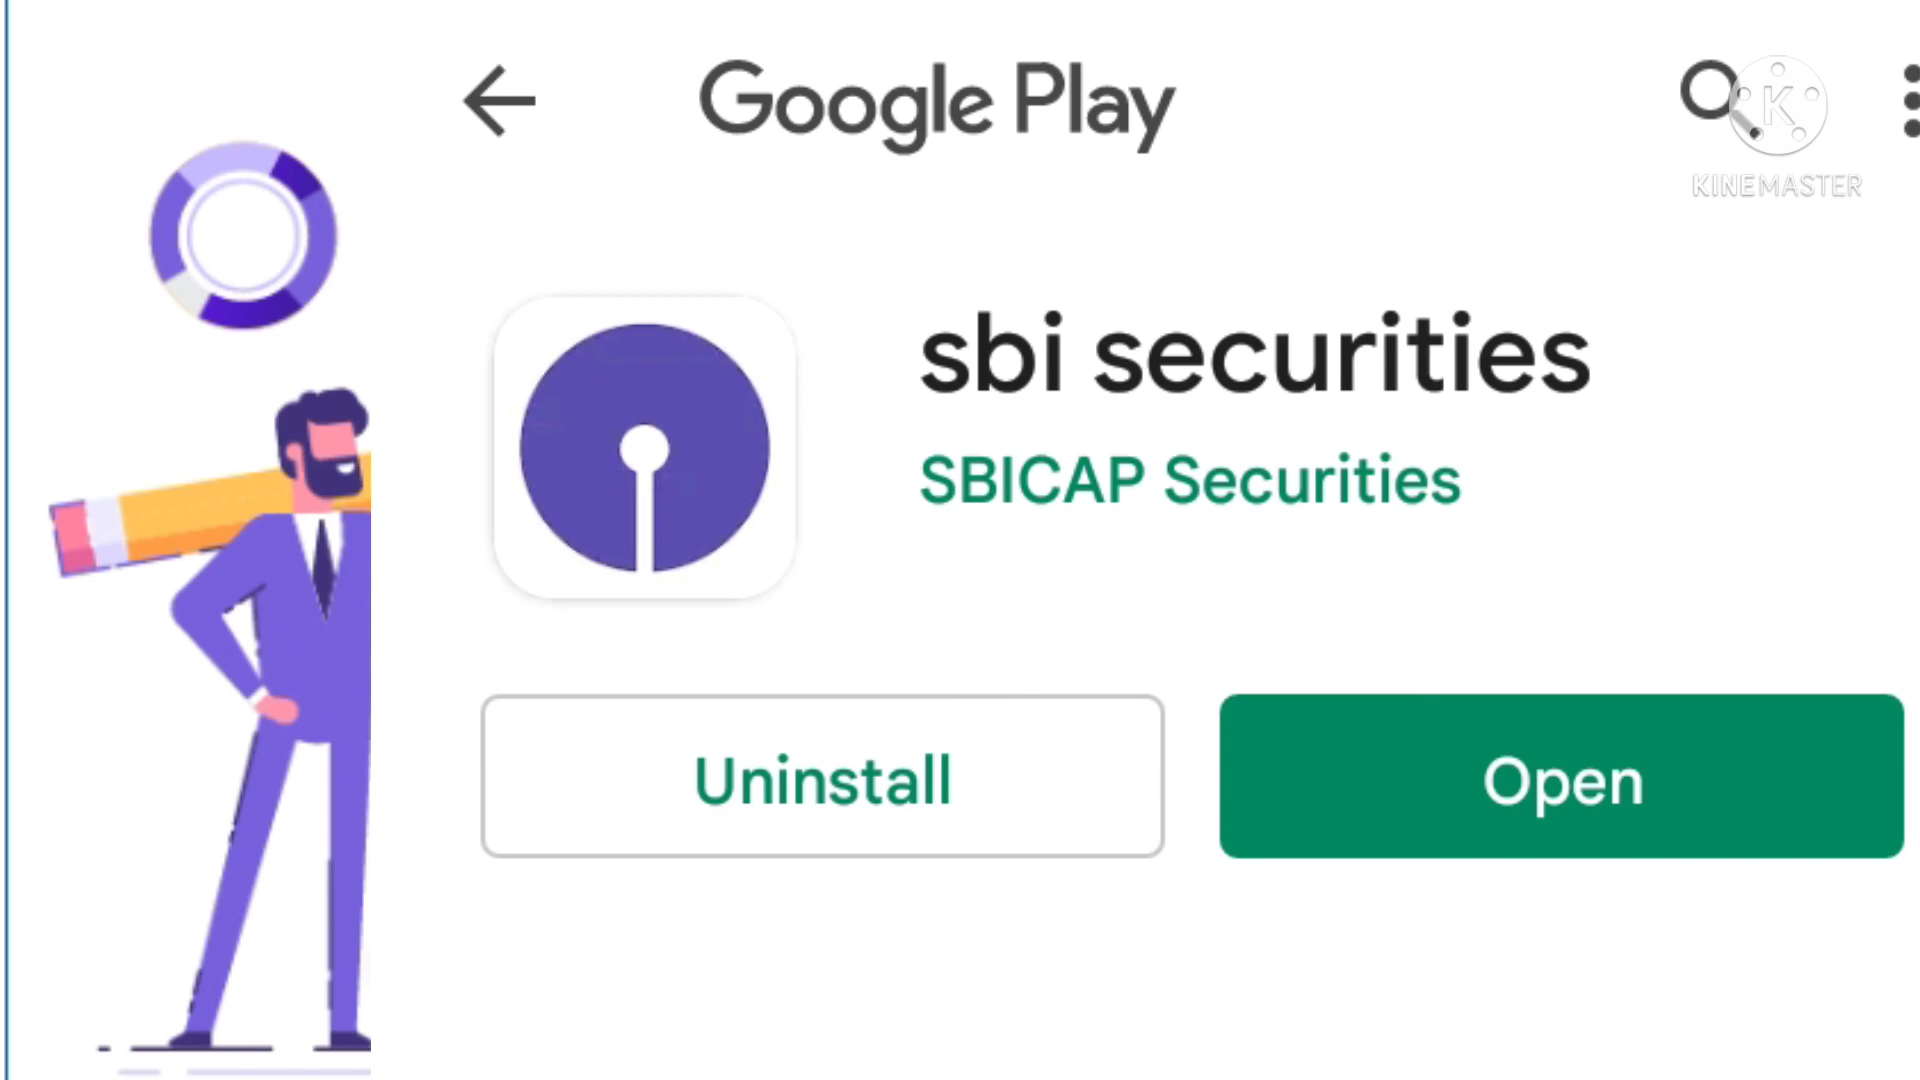 Google Play
K
KINEMASTER
sbi securities
SBICAP Securities
Uninstall
Open